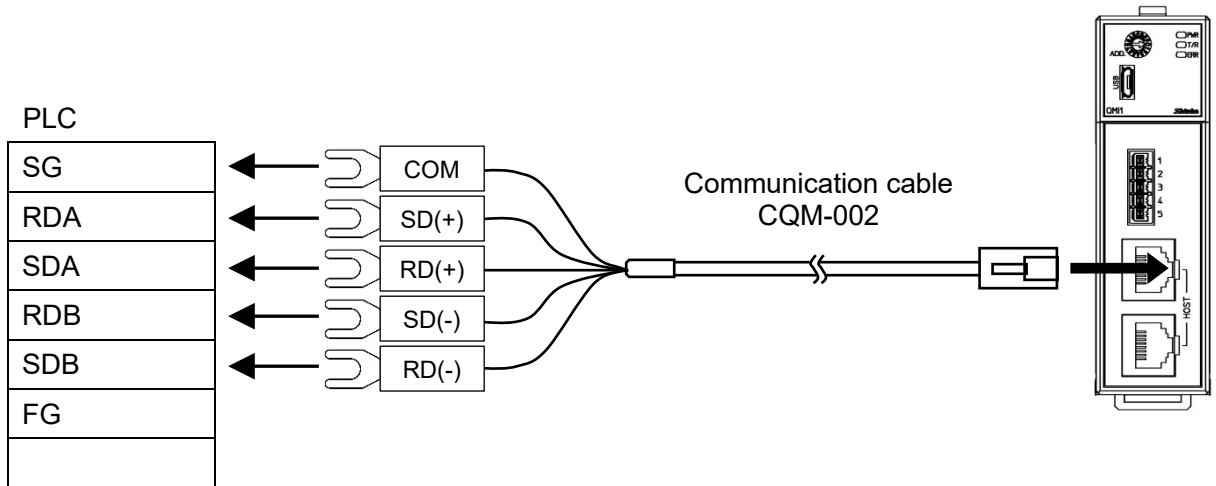 PLC
SG
RDA
SDA
RDB
SDB
FG
COM
SD(+)
RD(+)
SD(-)
RD(-)
Communication cable
CQM-002
ADD.
PWR
T/R
ERR
USB
QMI1
Shinko
1
2
3
4
5
HOST